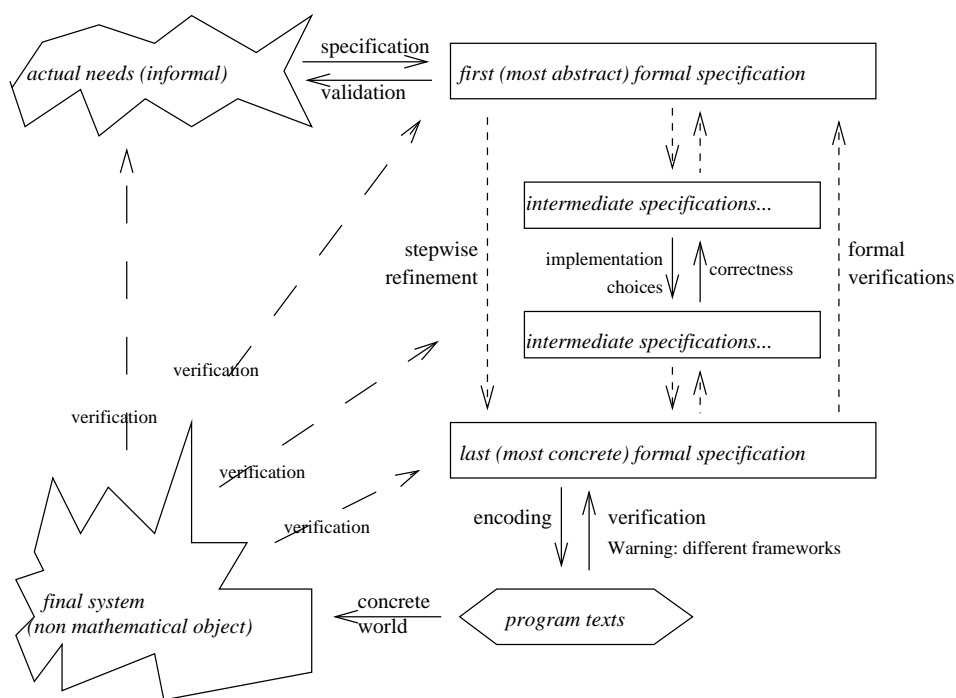 specification
actual needs (informal)
first (most abstract) formal specification
validation
intermediate specifications...
stepwise
refinement
implementation
choices
correctness
formal
verifications
intermediate specifications...
verification
verification
last (most concrete) formal specification
verification
verification
encoding
verification
Warning: different frameworks
final system
(non mathematical object)
concrete
world
program texts